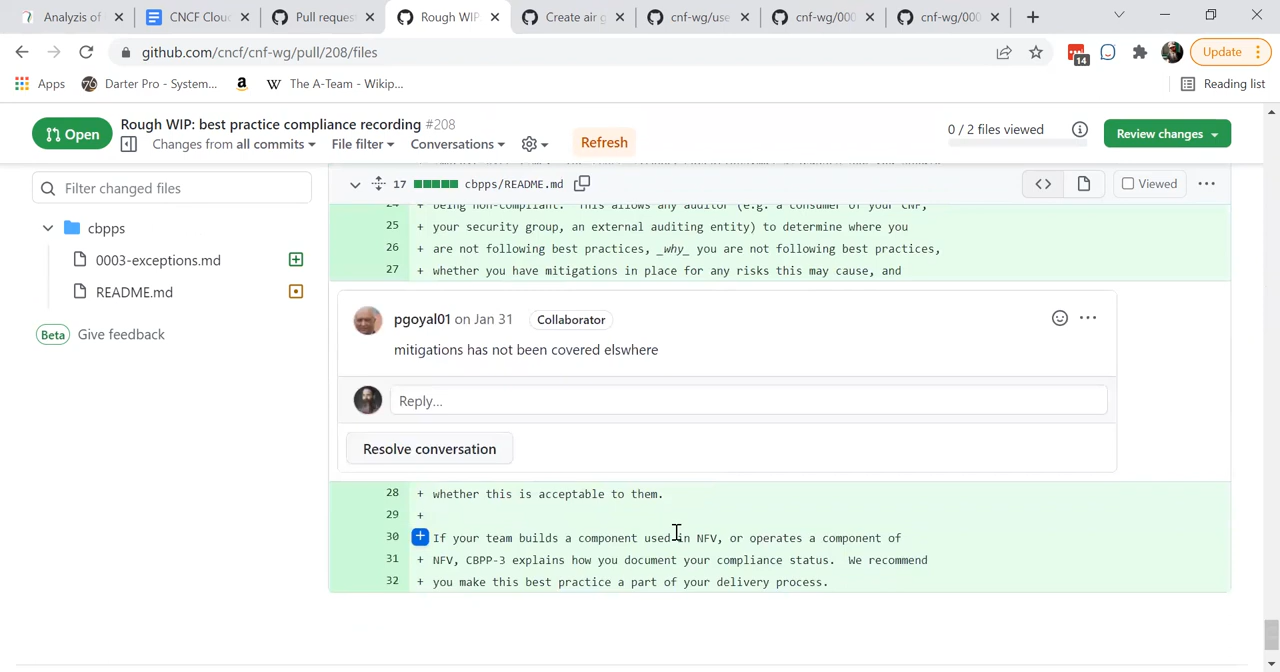 Analyzis of
CNCF Clou
Pull reques
Rough WIP
Create air g
cnf-wg/use
cnf-wg/000
cnf-wg/000
github.com/cncf/cnf-wg/pull/208/files
14
Update
Apps
76
Darter Pro - System...
a
W
The A-Team - Wikip...
Reading list
Open
Rough WIP: best practice compliance recording #208
Changes from all commits
File filter
Conversations
Refresh
0 / 2 files viewed
Review changes
Filter changed files
17
cbpps/README.md
<>
Viewed
cbpps
0003-exceptions.md
README.md
Beta
Give feedback
24 + being non-compliant. This allows any auditor (e.g. a consumer of your CNF,
25 + your security group, an external auditing entity) to determine where you
26 + are not following best practices, _why_ you are not following best practices,
27 + whether you have mitigations in place for any risks this may cause, and
pgoyal01 on Jan 31
Collaborator
mitigations has not been covered elswhere
Reply...
Resolve conversation
28 + whether this is acceptable to them.
29 +
30 + If your team builds a component used in NFV, or operates a component of
31 + NFV, CBPP-3 explains how you document your compliance status. We recommend
32 + you make this best practice a part of your delivery process.